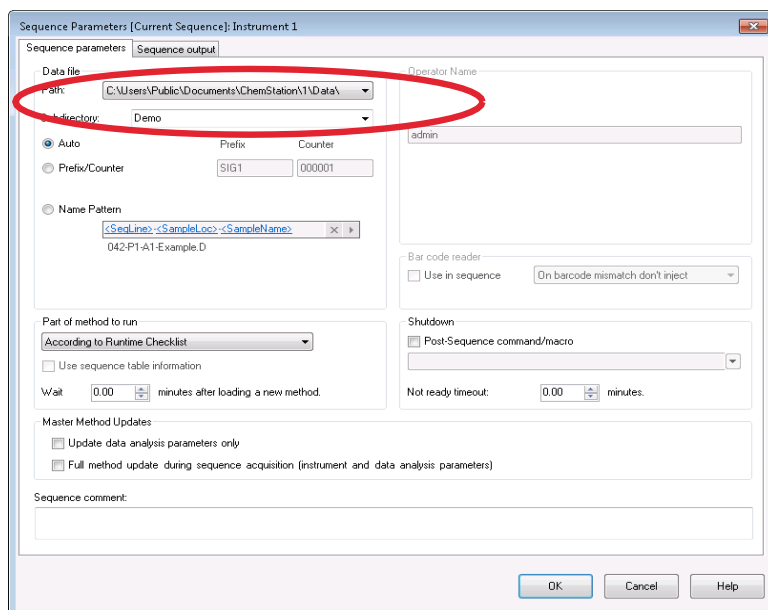 Sequence Parameters [Current Sequence]: Instrument 1
Sequence parameters
Sequence output
Data file
Path:
C:\Users\Public\Documents\ChemStation\1\Data\
Demo
Auto
Prefix
Counter
Prefix/Counter
SIG1
000001
Name Pattern
<SeqLine>-<SampleLoc>-<SampleName>
042-P1-A1-Example.D
Operator Name
admin
Bar code reader
Use in sequence
On barcode mismatch don't inject
Part of method to run
According to Runtime Checklist
Use sequence table information
Wait 0.00 minutes after loading a new method.
Shutdown
Post-Sequence command/macro
Not ready timeout: 0.00 minutes.
Master Method Updates
Update data analysis parameters only
Full method update during sequence acquisition (instrument and data analysis parameters)
Sequence comment:
OK
Cancel
Help